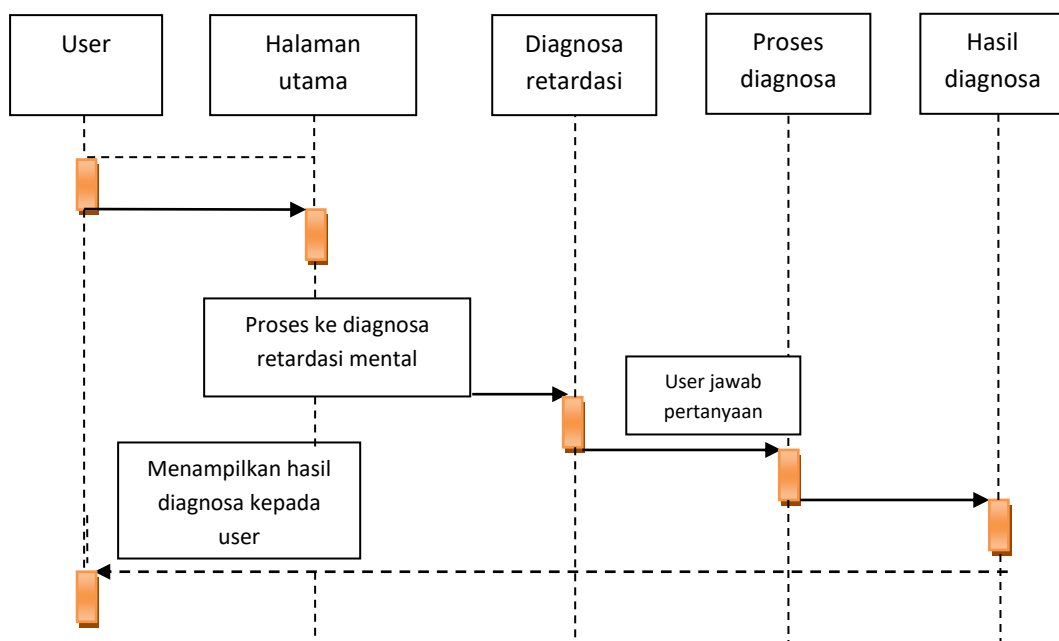 User
Halaman
utama
Diagnosa
retardasi
Proses
diagnosa
Hasil
diagnosa
Proses ke diagnosa
retardasi mental
User jawab
pertanyaan
Menampilkan hasil
diagnosa kepada
user